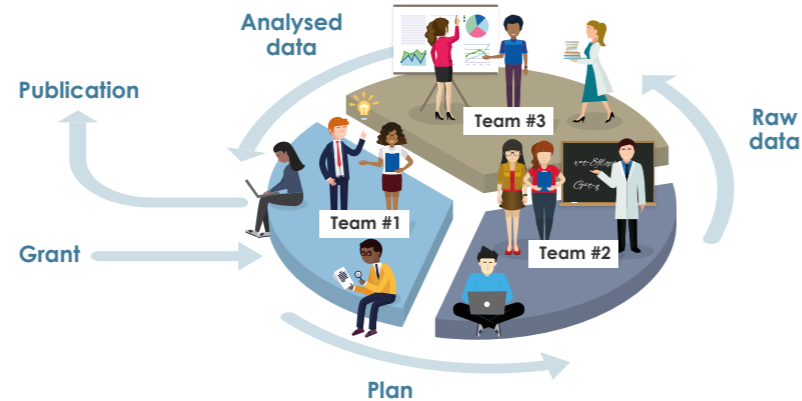 Analysed
data
Publication
Team #3
Raw
data
Team #1
Team #2
Grant
Plan